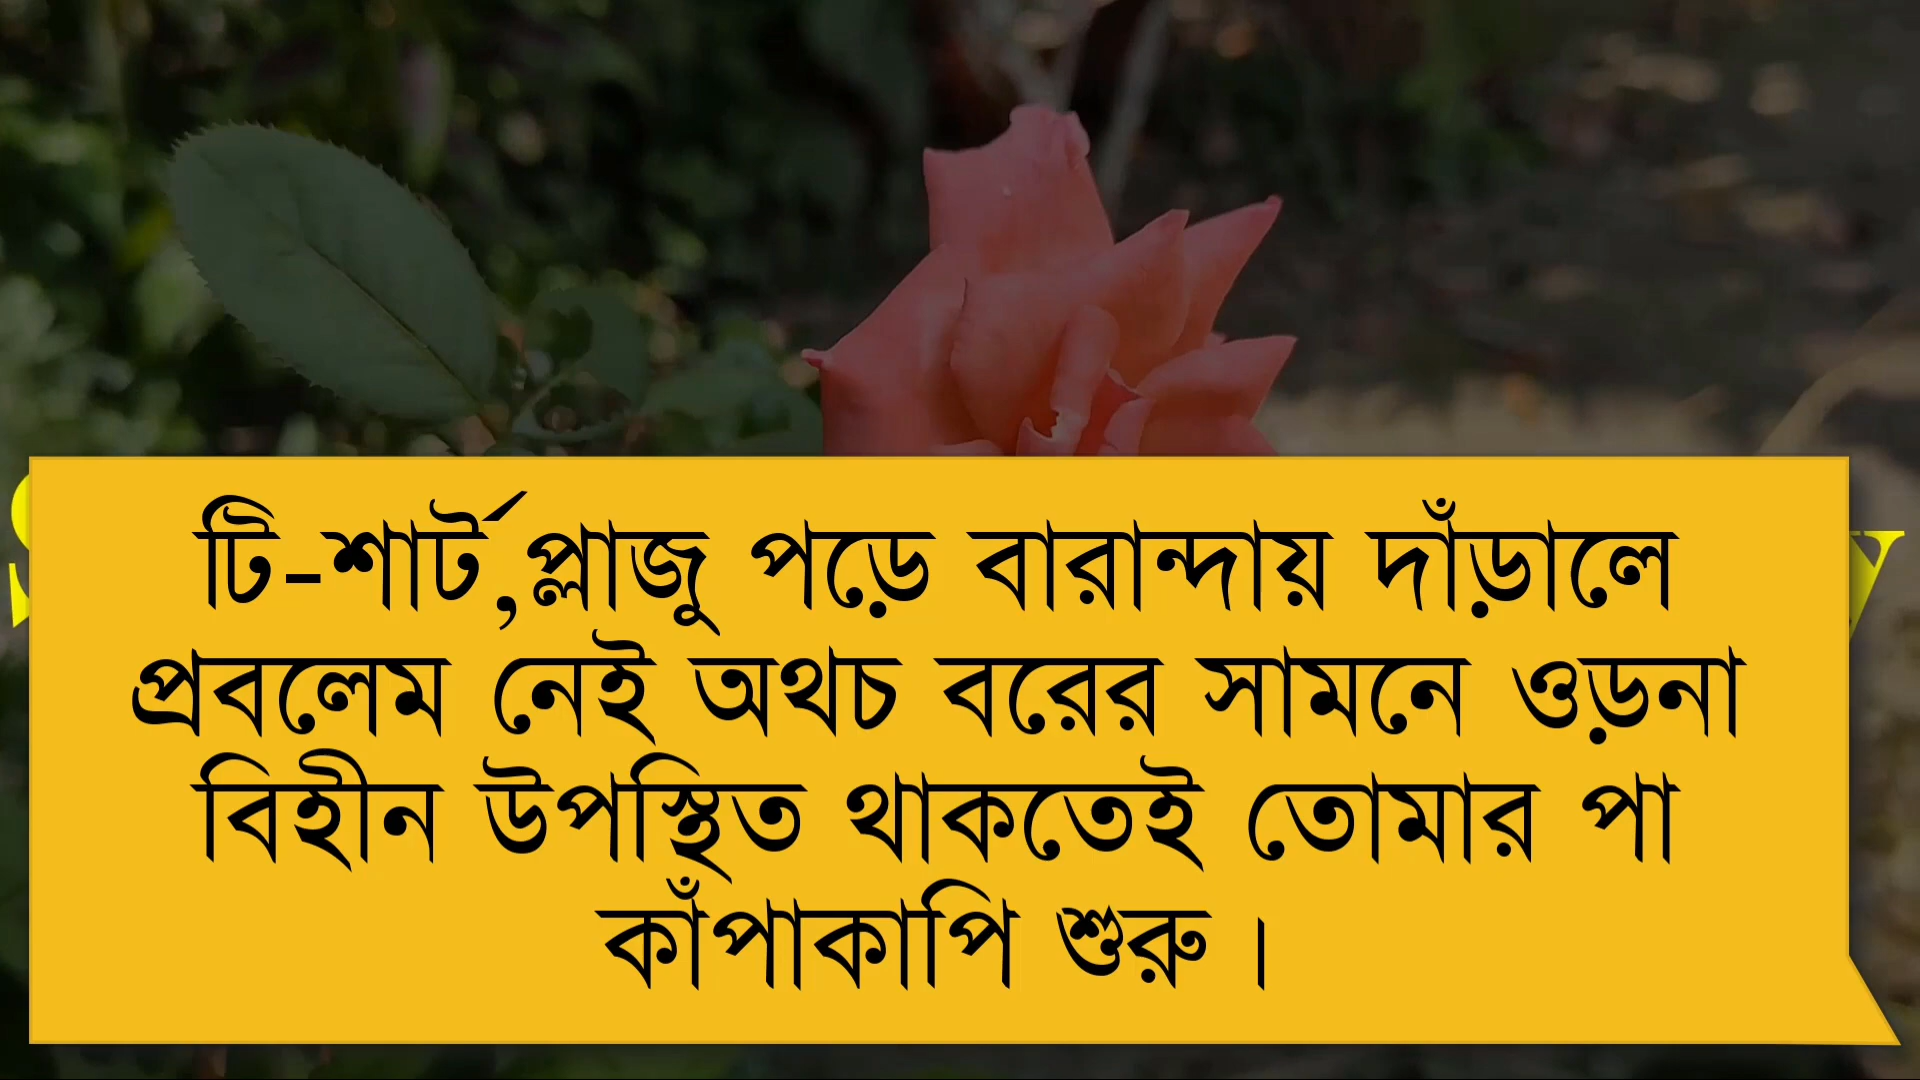 টি-শার্ট,প্লাজু পড়ে বারান্দায় দাঁড়ালে
প্রবলেম নেই অথচ বরের সামনে ওড়না
বিহীন উপস্থিত থাকতেই তোমার পা
কাঁপাকাপি শুরু ।